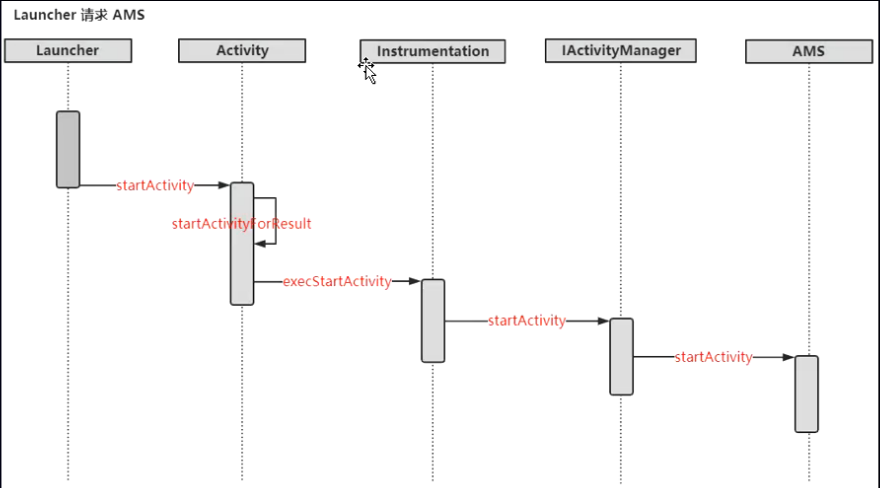 Launcher 请求 AMS
Launcher
Activity
Instrumentation
IActivityManager
AMS
startActivity
startActivityForResult
execStartActivity
startActivity
startActivity